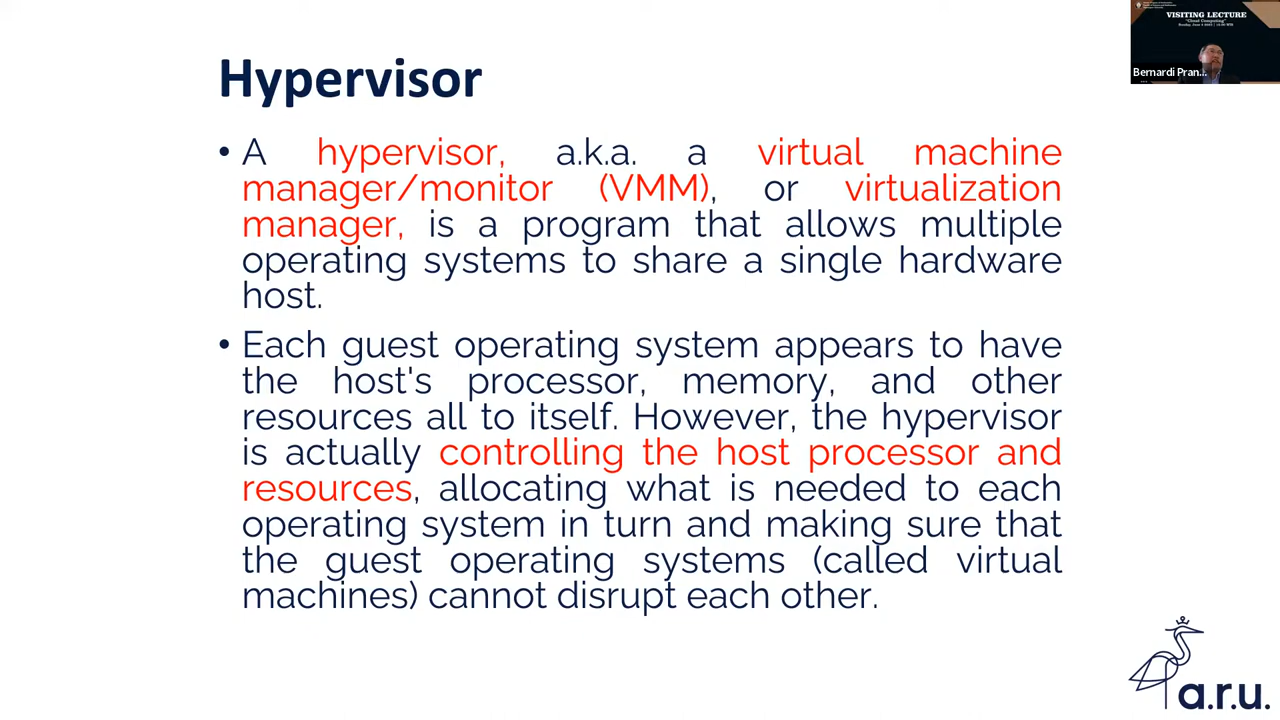 VISITING LECTURE
"Cloud Computing"
Bernardi Pran...
Hypervisor
• A hypervisor, a.k.a. a virtual machine
manager/monitor (VMM), or virtualization
manager, is a program that allows multiple
operating systems to share a single hardware
host.
• Each guest operating system appears to have
the host's processor, memory, and other
resources all to itself. However, the hypervisor
is actually controlling the host processor and
resources, allocating what is needed to each
operating system in turn and making sure that
the guest operating systems (called virtual
machines) cannot disrupt each other.
a.r.u.